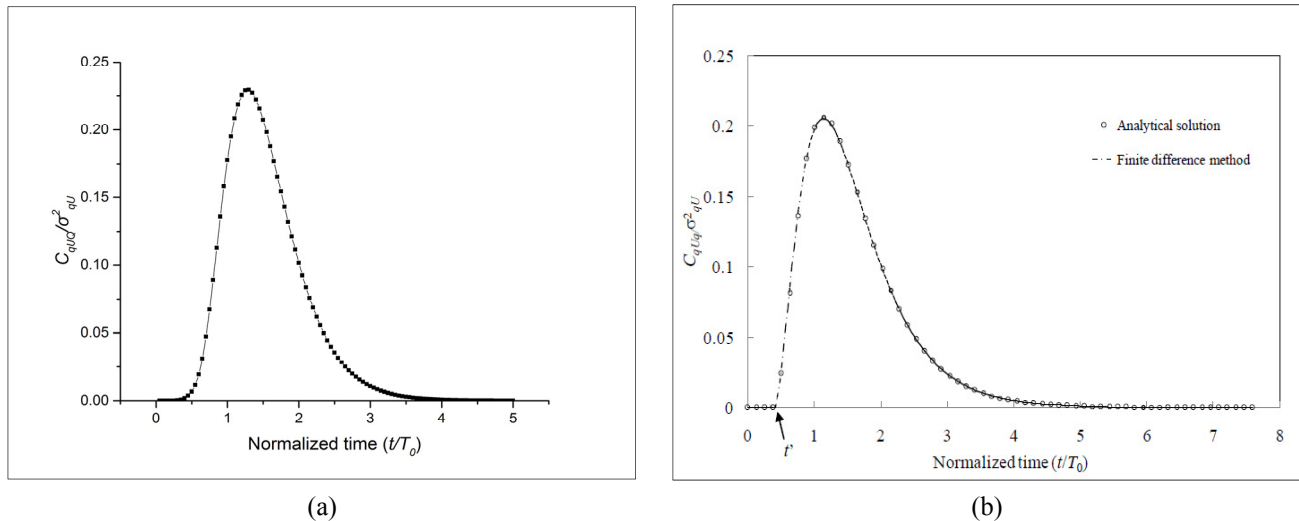 0.25
0.20
0.15
0.10
0.05
0.00
C_qUQ/σ²_qU
0 1 2 3 4 5
Normalized time (t/T_o)
(a)
0.25
0.2
0.15
0.1
0.05
0
C_qUq/σ²_qU
Analytical solution
Finite difference method
0 1 2 3 4 5 6 7 8
t'
Normalized time (t/T_0)
(b)